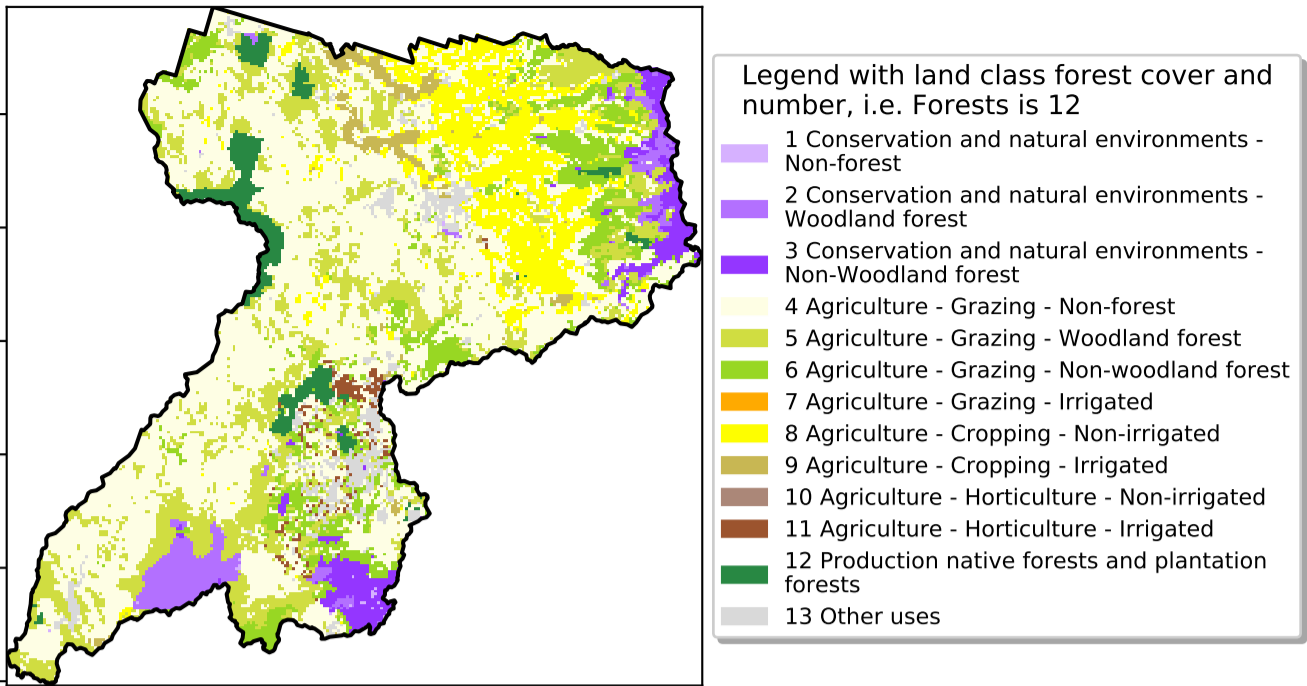 Legend with land class forest cover and
number, i.e. Forests is 12
1 Conservation and natural environments -
Non-forest
2 Conservation and natural environments -
Woodland forest
3 Conservation and natural environments -
Non-Woodland forest
4 Agriculture - Grazing - Non-forest
5 Agriculture - Grazing - Woodland forest
6 Agriculture - Grazing - Non-woodland forest
7 Agriculture - Grazing - Irrigated
8 Agriculture - Cropping - Non-irrigated
9 Agriculture - Cropping - Irrigated
10 Agriculture - Horticulture - Non-irrigated
11 Agriculture - Horticulture - Irrigated
12 Production native forests and plantation
forests
13 Other uses